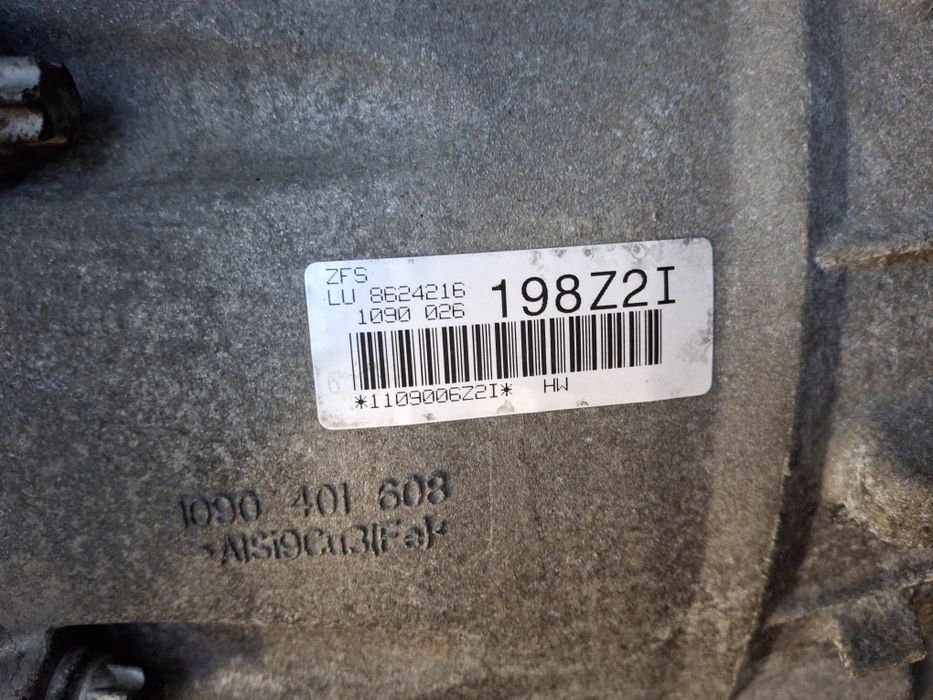 ZFS
LU 8624216
1090 026
198Z2I
*1109006Z2I* HW
1090 401 608
*AlSi9Cu3(Fe)*